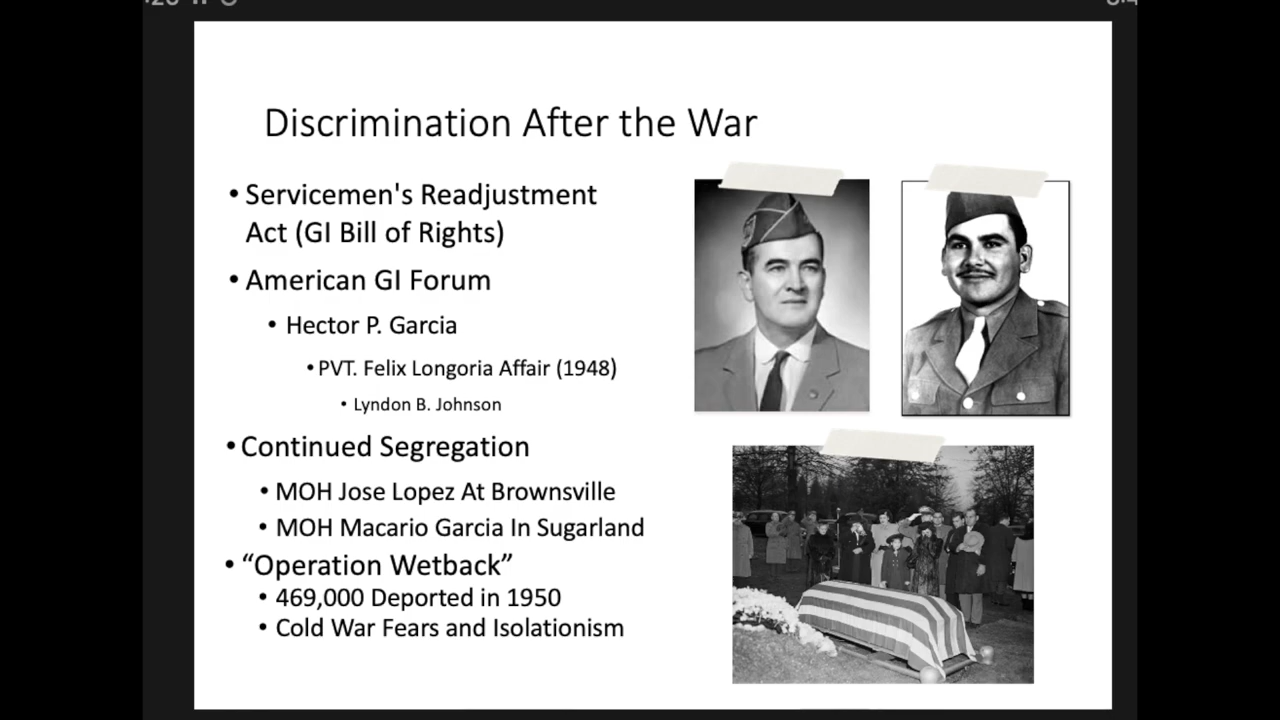 Discrimination After the War
• Servicemen's Readjustment
Act (GI Bill of Rights)
• American GI Forum
• Hector P. Garcia
• PVT. Felix Longoria Affair (1948)
• Lyndon B. Johnson
• Continued Segregation
• MOH Jose Lopez At Brownsville
• MOH Macario Garcia In Sugarland
• “Operation Wetback”
• 469,000 Deported in 1950
• Cold War Fears and Isolationism